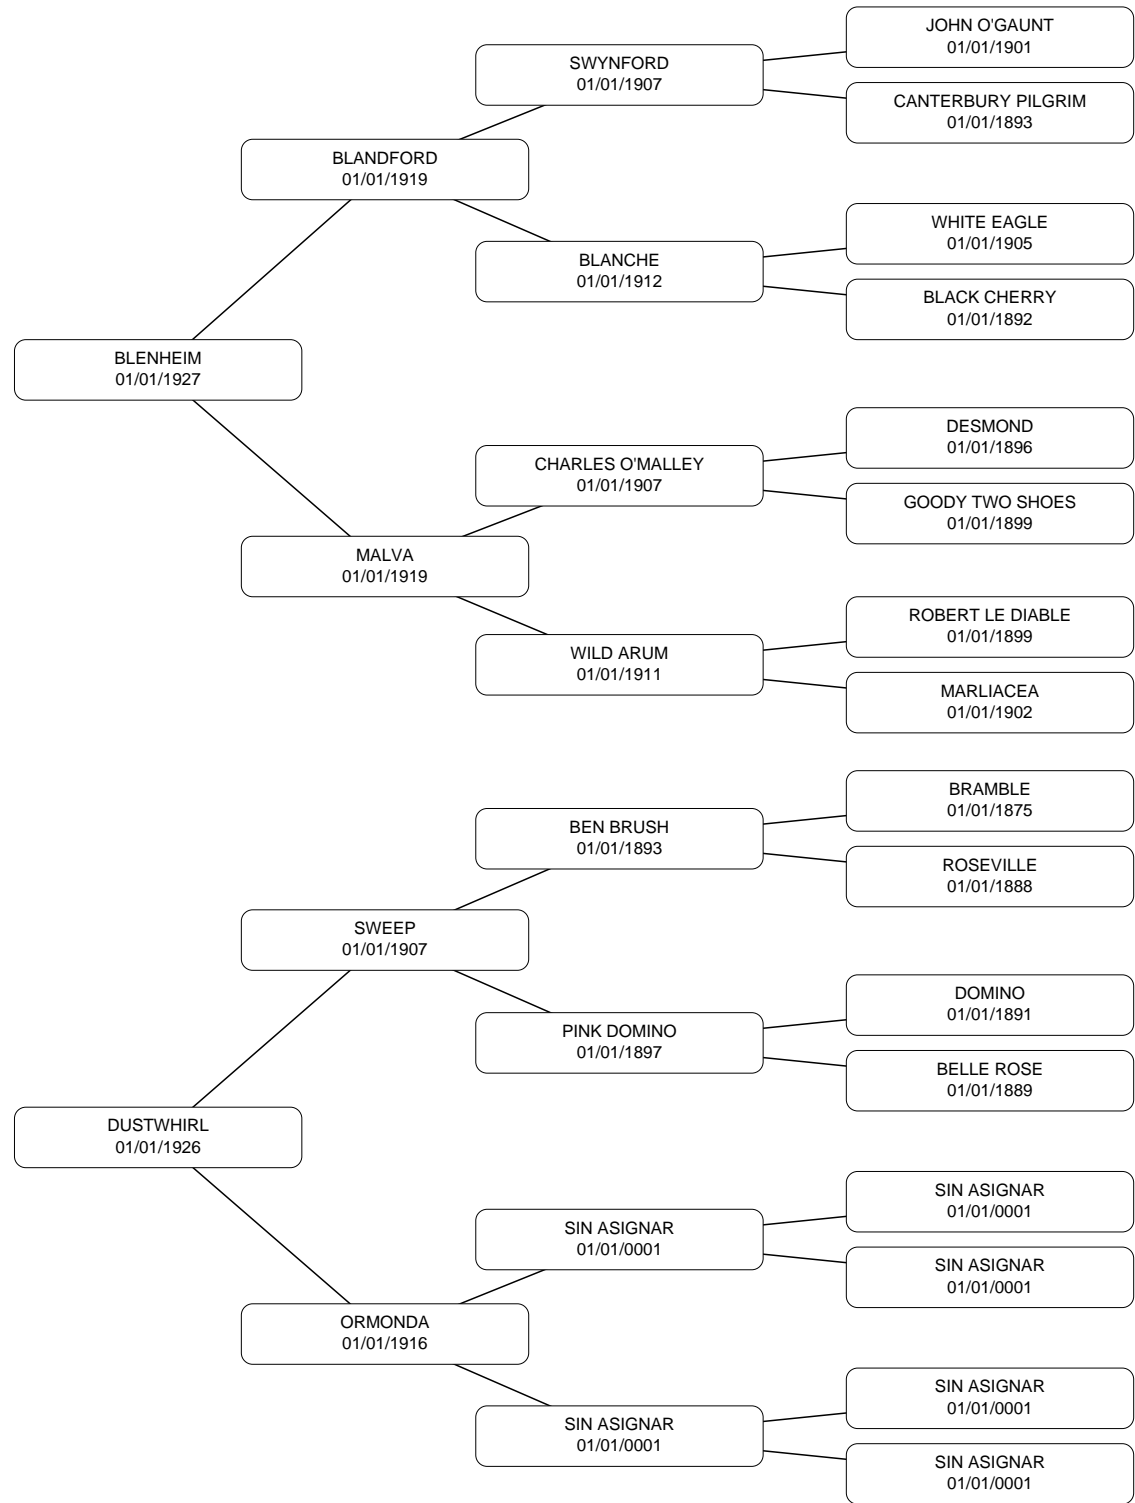 JOHN O'GAUNT
01/01/1901
SWYNFORD
01/01/1907
CANTERBURY PILGRIM
01/01/1893
BLANDFORD
01/01/1919
WHITE EAGLE
01/01/1905
BLANCHE
01/01/1912
BLACK CHERRY
01/01/1892
BLENHEIM
01/01/1927
DESMOND
01/01/1896
CHARLES O'MALLEY
01/01/1907
GOODY TWO SHOES
01/01/1899
MALVA
01/01/1919
ROBERT LE DIABLE
01/01/1899
WILD ARUM
01/01/1911
MARLIACEA
01/01/1902
BRAMBLE
01/01/1875
BEN BRUSH
01/01/1893
ROSEVILLE
01/01/1888
SWEEP
01/01/1907
DOMINO
01/01/1891
PINK DOMINO
01/01/1897
BELLE ROSE
01/01/1889
DUSTWHIRL
01/01/1926
SIN ASIGNAR
01/01/0001
SIN ASIGNAR
01/01/0001
SIN ASIGNAR
01/01/0001
ORMONDA
01/01/1916
SIN ASIGNAR
01/01/0001
SIN ASIGNAR
01/01/0001
SIN ASIGNAR
01/01/0001